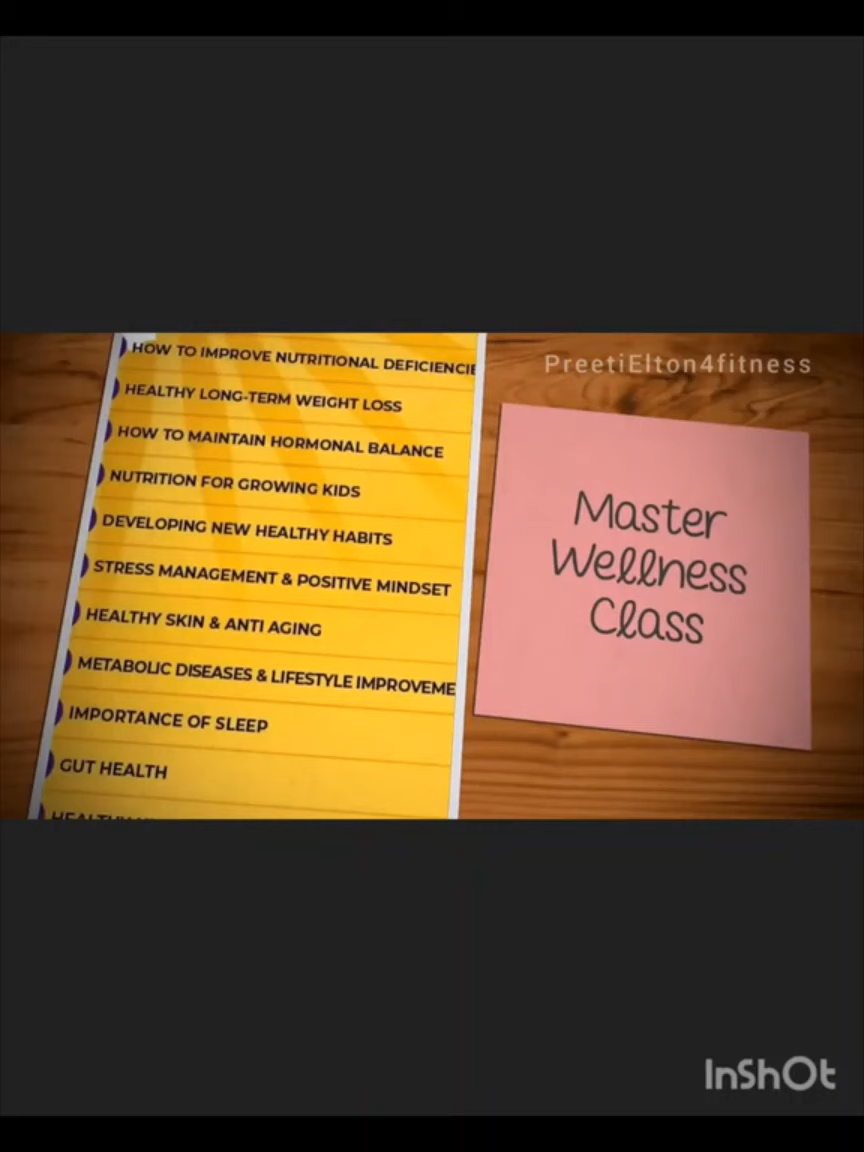 HOW TO IMPROVE NUTRITIONAL
HEALTHY LONG-TERM WEIGHT LOSS
HOW TO MAINTAIN HORMONAL BALANCE
NUTRITION FOR GROWING KIDS
DEVELOPING NEW HEALTHY HABITS
STRESS MANAGEMENT & POSITIVE MINDSET
HEALTHY SKIN & ANTI AGING
METABOLIC DISEASES & LIFESTYLE
IMPORTANCE OF SLEEP
GUT HEALTH
PreetiElton4fitness
Master
Wellness
Class
InShOt